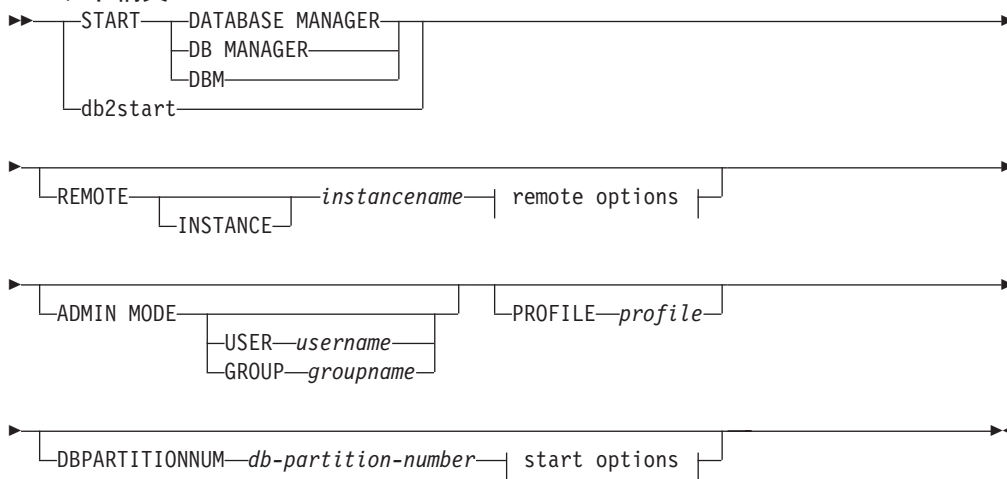 START DATABASE MANAGER
DB MANAGER
DBM
db2start
REMOTE instancename remote options
INSTANCE
ADMIN MODE PROFILE profile
USER username
GROUP groupname
DBPARTITIONNUM db-partition-number start options